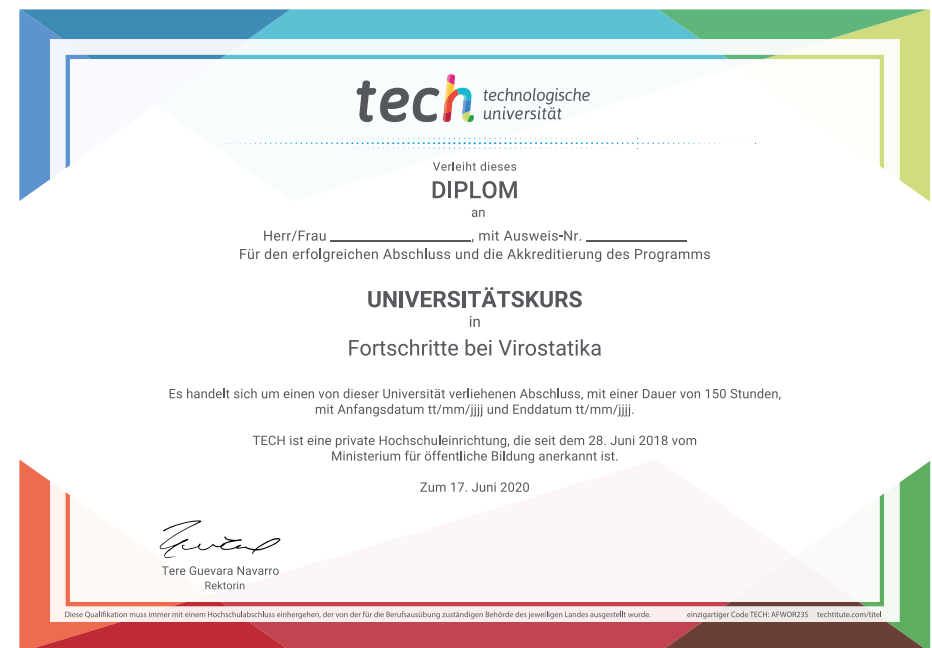 tech technologische
universität
Verleiht dieses
DIPLOM
an
Herr/Frau ____________________, mit Ausweis-Nr. ______________
Für den erfolgreichen Abschluss und die Akkreditierung des Programms
UNIVERSITÄTSKURS
in
Fortschritte bei Virostatika
Es handelt sich um einen von dieser Universität verliehenen Abschluss, mit einer Dauer von 150 Stunden,
mit Anfangsdatum tt/mm/jjjj und Enddatum tt/mm/jjjj.
TECH ist eine private Hochschuleinrichtung, die seit dem 28. Juni 2018 vom
Ministerium für öffentliche Bildung anerkannt ist.
Zum 17. Juni 2020
Tere Guevara Navarro
Rektorin
Diese Qualifikation muss immer mit einem Hochschulabschluss einhergehen, der von der für die Berufsausübung zuständigen Behörde des jeweiligen Landes ausgestellt wurde. einzigartiger Code TECH: AFWOR23S techtitute.com/titel